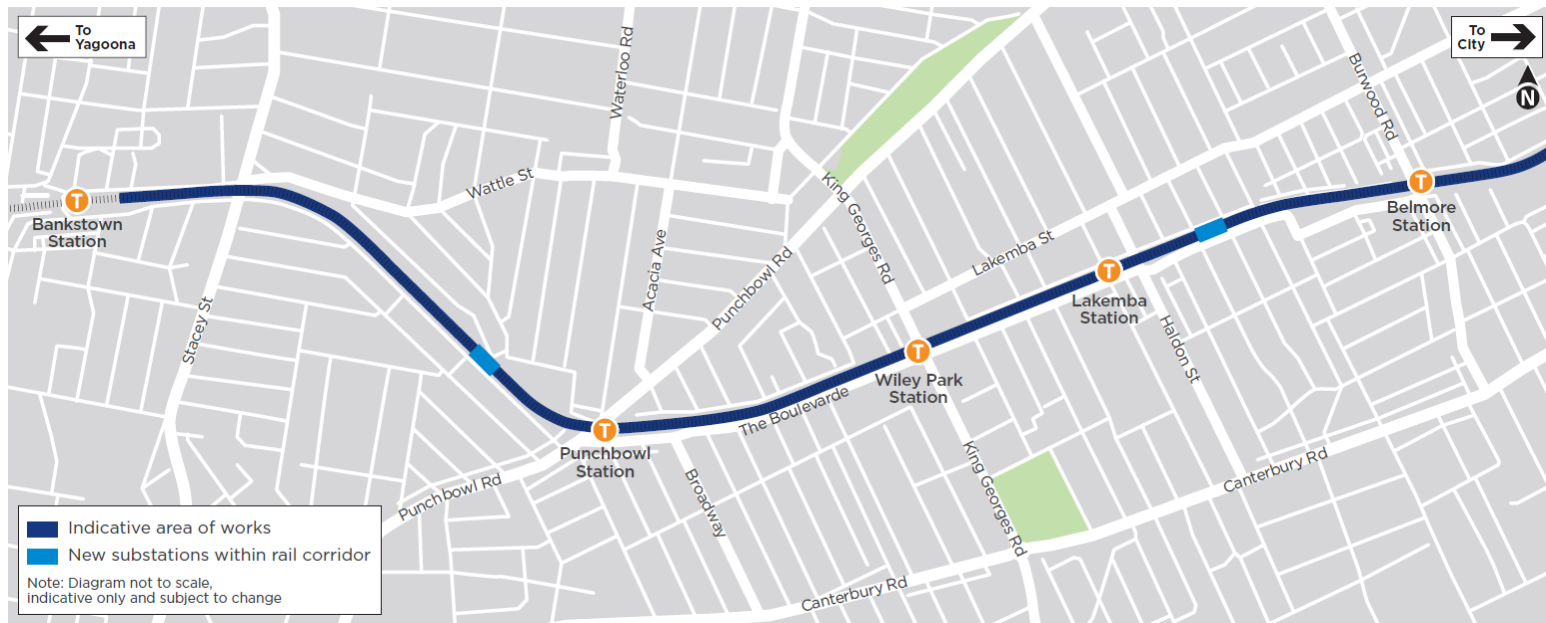 To
Yagoona
To
City
N
Waterloo Rd
Burwood Rd
Wattle St
King Georges Rd
T
Bankstown
Station
T
Belmore
Station
Acacia Ave
Punchbowl Rd
Lakemba St
T
Lakemba
Station
Stacey St
Haldon St
T
Wiley Park
Station
The Boulevarde
T
Punchbowl
Station
Punchbowl Rd
Broadway
King Georges Rd
Canterbury Rd
Canterbury Rd
Indicative area of works
New substations within rail corridor
Note: Diagram not to scale,
indicative only and subject to change